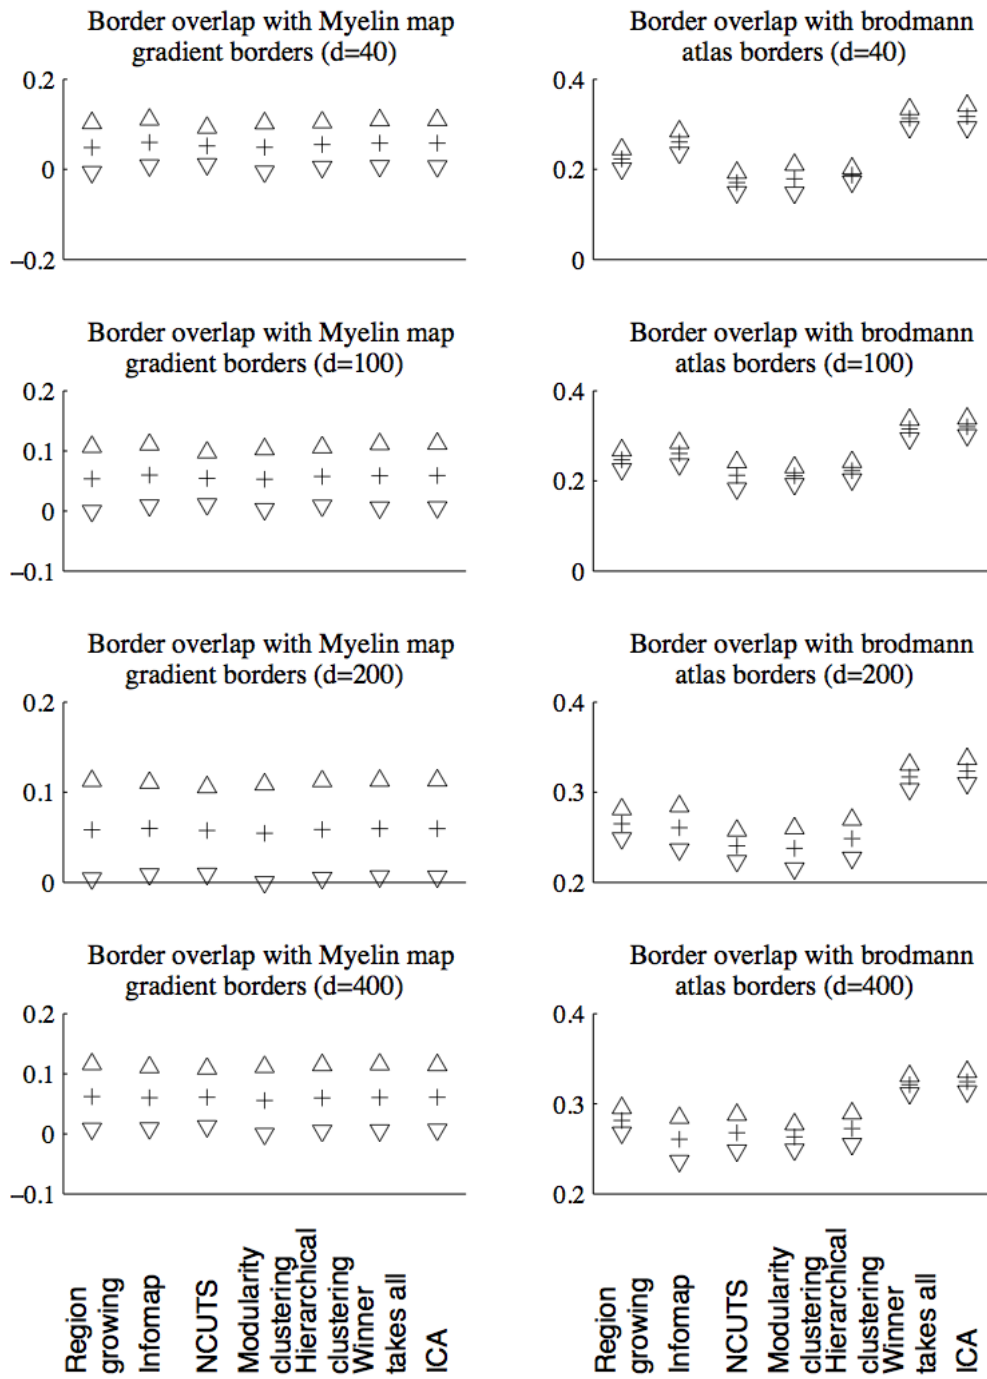 Border overlap with Myelin map
gradient borders (d=40)
0.2
0
−0.2
Border overlap with brodmann
atlas borders (d=40)
0.4
0.2
0
Border overlap with Myelin map
gradient borders (d=100)
0.2
0.1
0
−0.1
Border overlap with brodmann
atlas borders (d=100)
0.4
0.2
0
Border overlap with Myelin map
gradient borders (d=200)
0.2
0.1
0
Border overlap with brodmann
atlas borders (d=200)
0.4
0.3
0.2
Border overlap with Myelin map
gradient borders (d=400)
0.2
0.1
0
−0.1
Border overlap with brodmann
atlas borders (d=400)
0.4
0.3
0.2
Region
growing
Infomap
NCUTS
Modularity
clustering
Hierarchical
clustering
Winner
takes all
ICA
Region
growing
Infomap
NCUTS
Modularity
clustering
Hierarchical
clustering
Winner
takes all
ICA